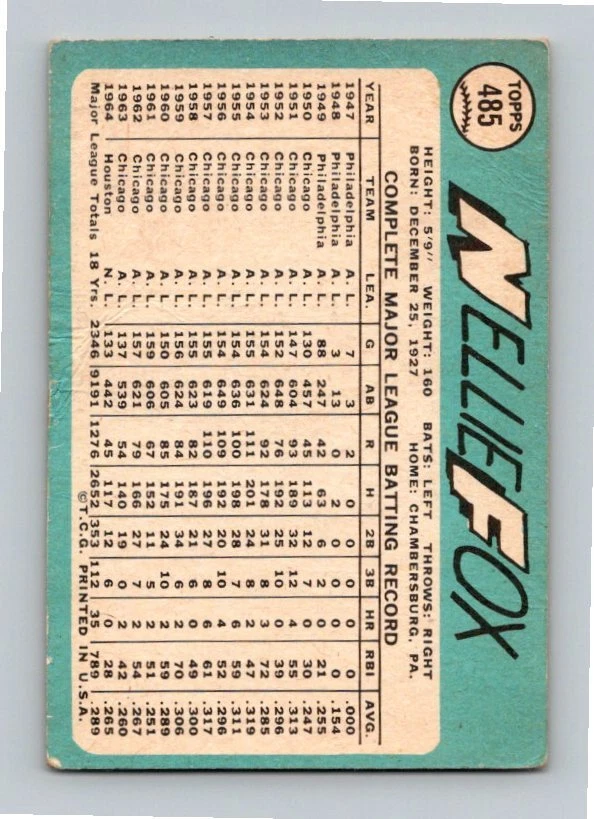 TOPPS
485
NELLIE FOX
HEIGHT: 5'9" WEIGHT: 160 BATS: LEFT THROWS: RIGHT
BORN: DECEMBER 25, 1927 HOME: CHAMBERSBURG, PA.
COMPLETE MAJOR LEAGUE BATTING RECORD
YEAR TEAM LEA. G AB R H 2B 3B HR RBI AVG.
1947 Philadelphia A. L. 7 3 2 0 0 0 0 0 .000
1948 Philadelphia A. L. 3 13 0 2 0 0 0 0 .154
1949 Philadelphia A. L. 88 247 42 63 6 2 0 21 .255
1950 Chicago A. L. 130 457 45 113 12 7 0 30 .247
1951 Chicago A. L. 147 604 93 189 35 12 4 55 .313
1952 Chicago A. L. 152 648 76 192 25 10 0 39 .296
1953 Chicago A. L. 154 624 92 178 31 8 3 72 .285
1954 Chicago A. L. 155 631 111 201 24 8 2 47 .319
1955 Chicago A. L. 154 636 100 198 28 7 6 59 .311
1956 Chicago A. L. 154 649 109 192 20 10 4 52 .296
1957 Chicago A. L. 155 619 110 196 27 8 6 61 .317
1958 Chicago A. L. 155 623 82 187 21 6 0 49 .300
1959 Chicago A. L. 156 624 84 191 34 6 2 70 .306
1960 Chicago A. L. 150 605 85 175 24 10 2 59 .289
1961 Chicago A. L. 159 606 67 152 11 5 2 51 .251
1962 Chicago A. L. 157 621 79 166 27 7 2 54 .267
1963 Chicago A. L. 137 539 54 140 19 0 2 42 .260
1964 Houston N. L. 133 442 45 117 12 6 0 28 .265
Major League Totals 18 Yrs. 2346 9191 1276 2652 353 112 35 789 .289
©T.C.G. PRINTED IN U.S.A.